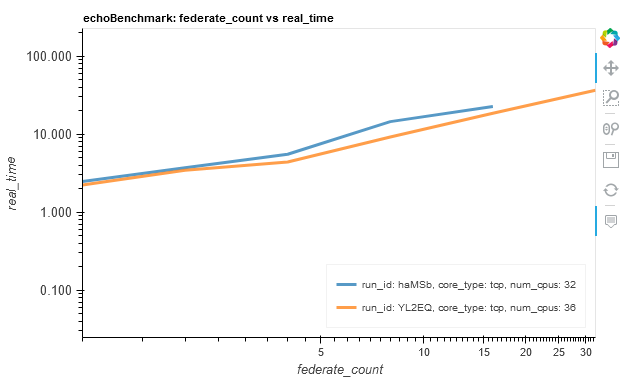 echoBenchmark: federate_count vs real_time
100.000
10.000
1.000
0.100
real_time
run_id: haMSb, core_type: tcp, num_cpus: 32
run_id: YL2EQ, core_type: tcp, num_cpus: 36
5 10 15 20 25 30
federate_count